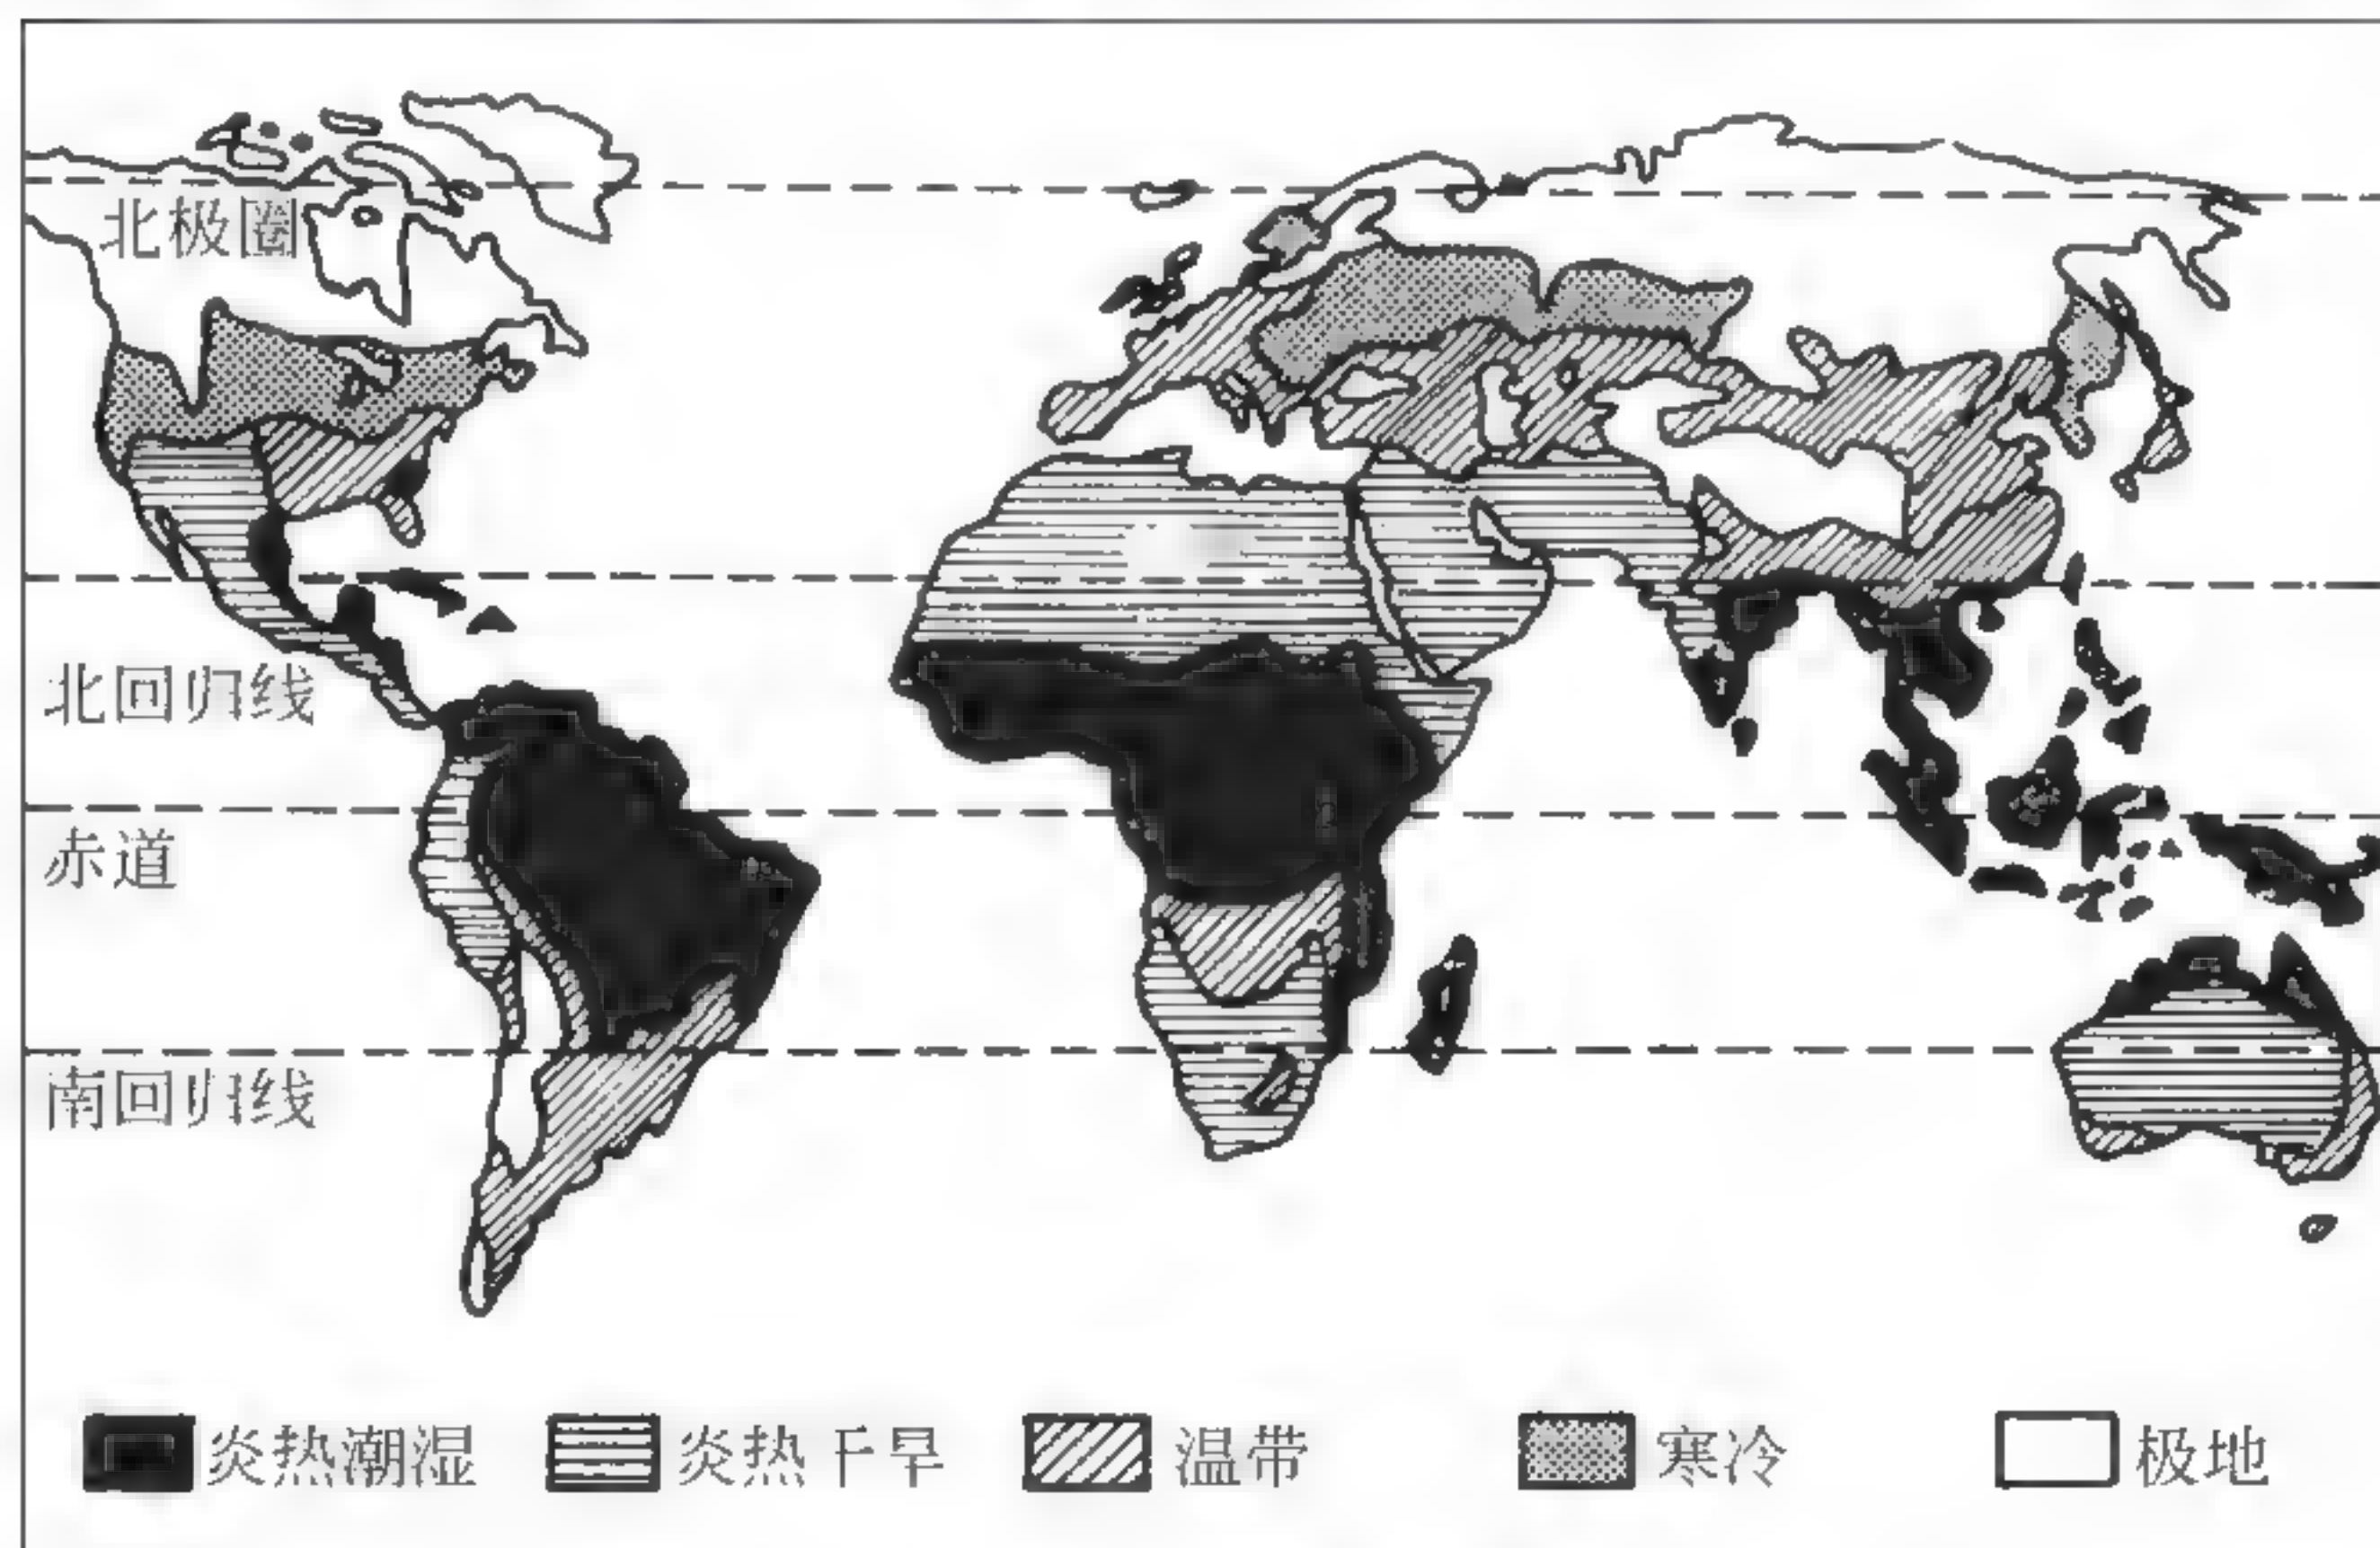 北极圈
北回归线
赤道
南回归线
炎热潮湿 炎热干旱 温带 寒冷 极地